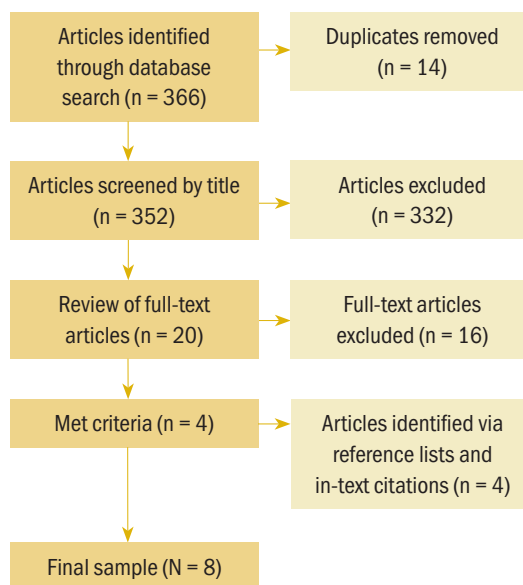 Articles identified
through database
search (n = 366)
Duplicates removed
(n = 14)
Articles screened by title
(n = 352)
Articles excluded
(n = 332)
Review of full-text
articles (n = 20)
Full-text articles
excluded (n = 16)
Met criteria (n = 4)
Articles identified via
reference lists and
in-text citations (n = 4)
Final sample (N = 8)